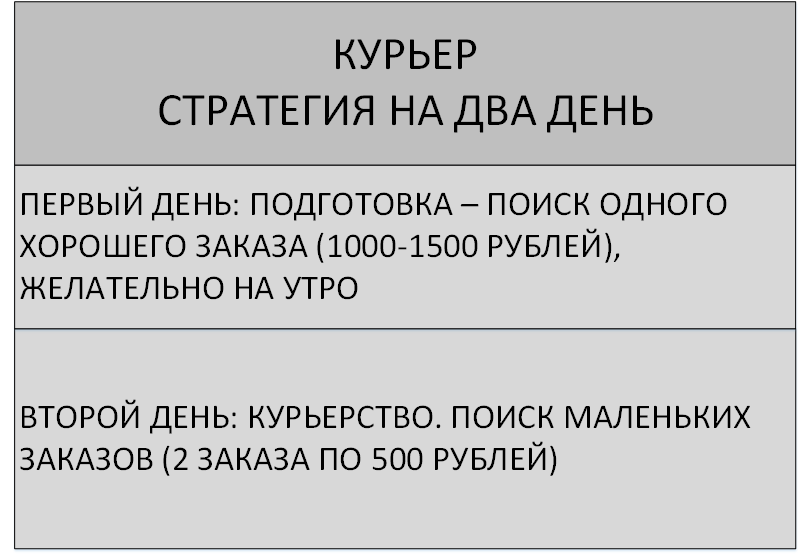 КУРЬЕР
СТРАТЕГИЯ НА ДВА ДЕНЬ
ПЕРВЫЙ ДЕНЬ: ПОДГОТОВКА – ПОИСК ОДНОГО
ХОРОШЕГО ЗАКАЗА (1000-1500 РУБЛЕЙ),
ЖЕЛАТЕЛЬНО НА УТРО
ВТОРОЙ ДЕНЬ: КУРЬЕРСТВО. ПОИСК МАЛЕНЬКИХ
ЗАКАЗОВ (2 ЗАКАЗА ПО 500 РУБЛЕЙ)